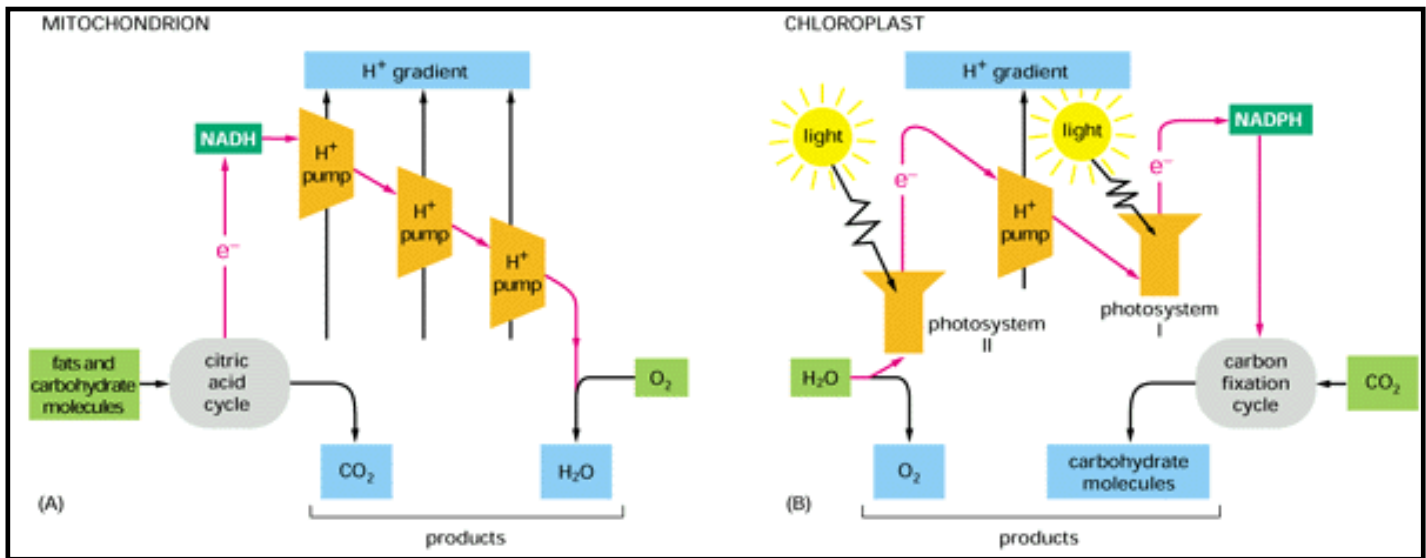 MITOCHONDRION
H⁺ gradient
NADH
H⁺
pump
H⁺
pump
H⁺
pump
e⁻
fats and
carbohydrate
molecules
citric
acid
cycle
O₂
CO₂
H₂O
(A)
products
CHLOROPLAST
H⁺ gradient
light
light
NADPH
e⁻
e⁻
H⁺
pump
photosystem
II
photosystem
I
H₂O
carbon
fixation
cycle
CO₂
O₂
carbohydrate
molecules
(B)
products